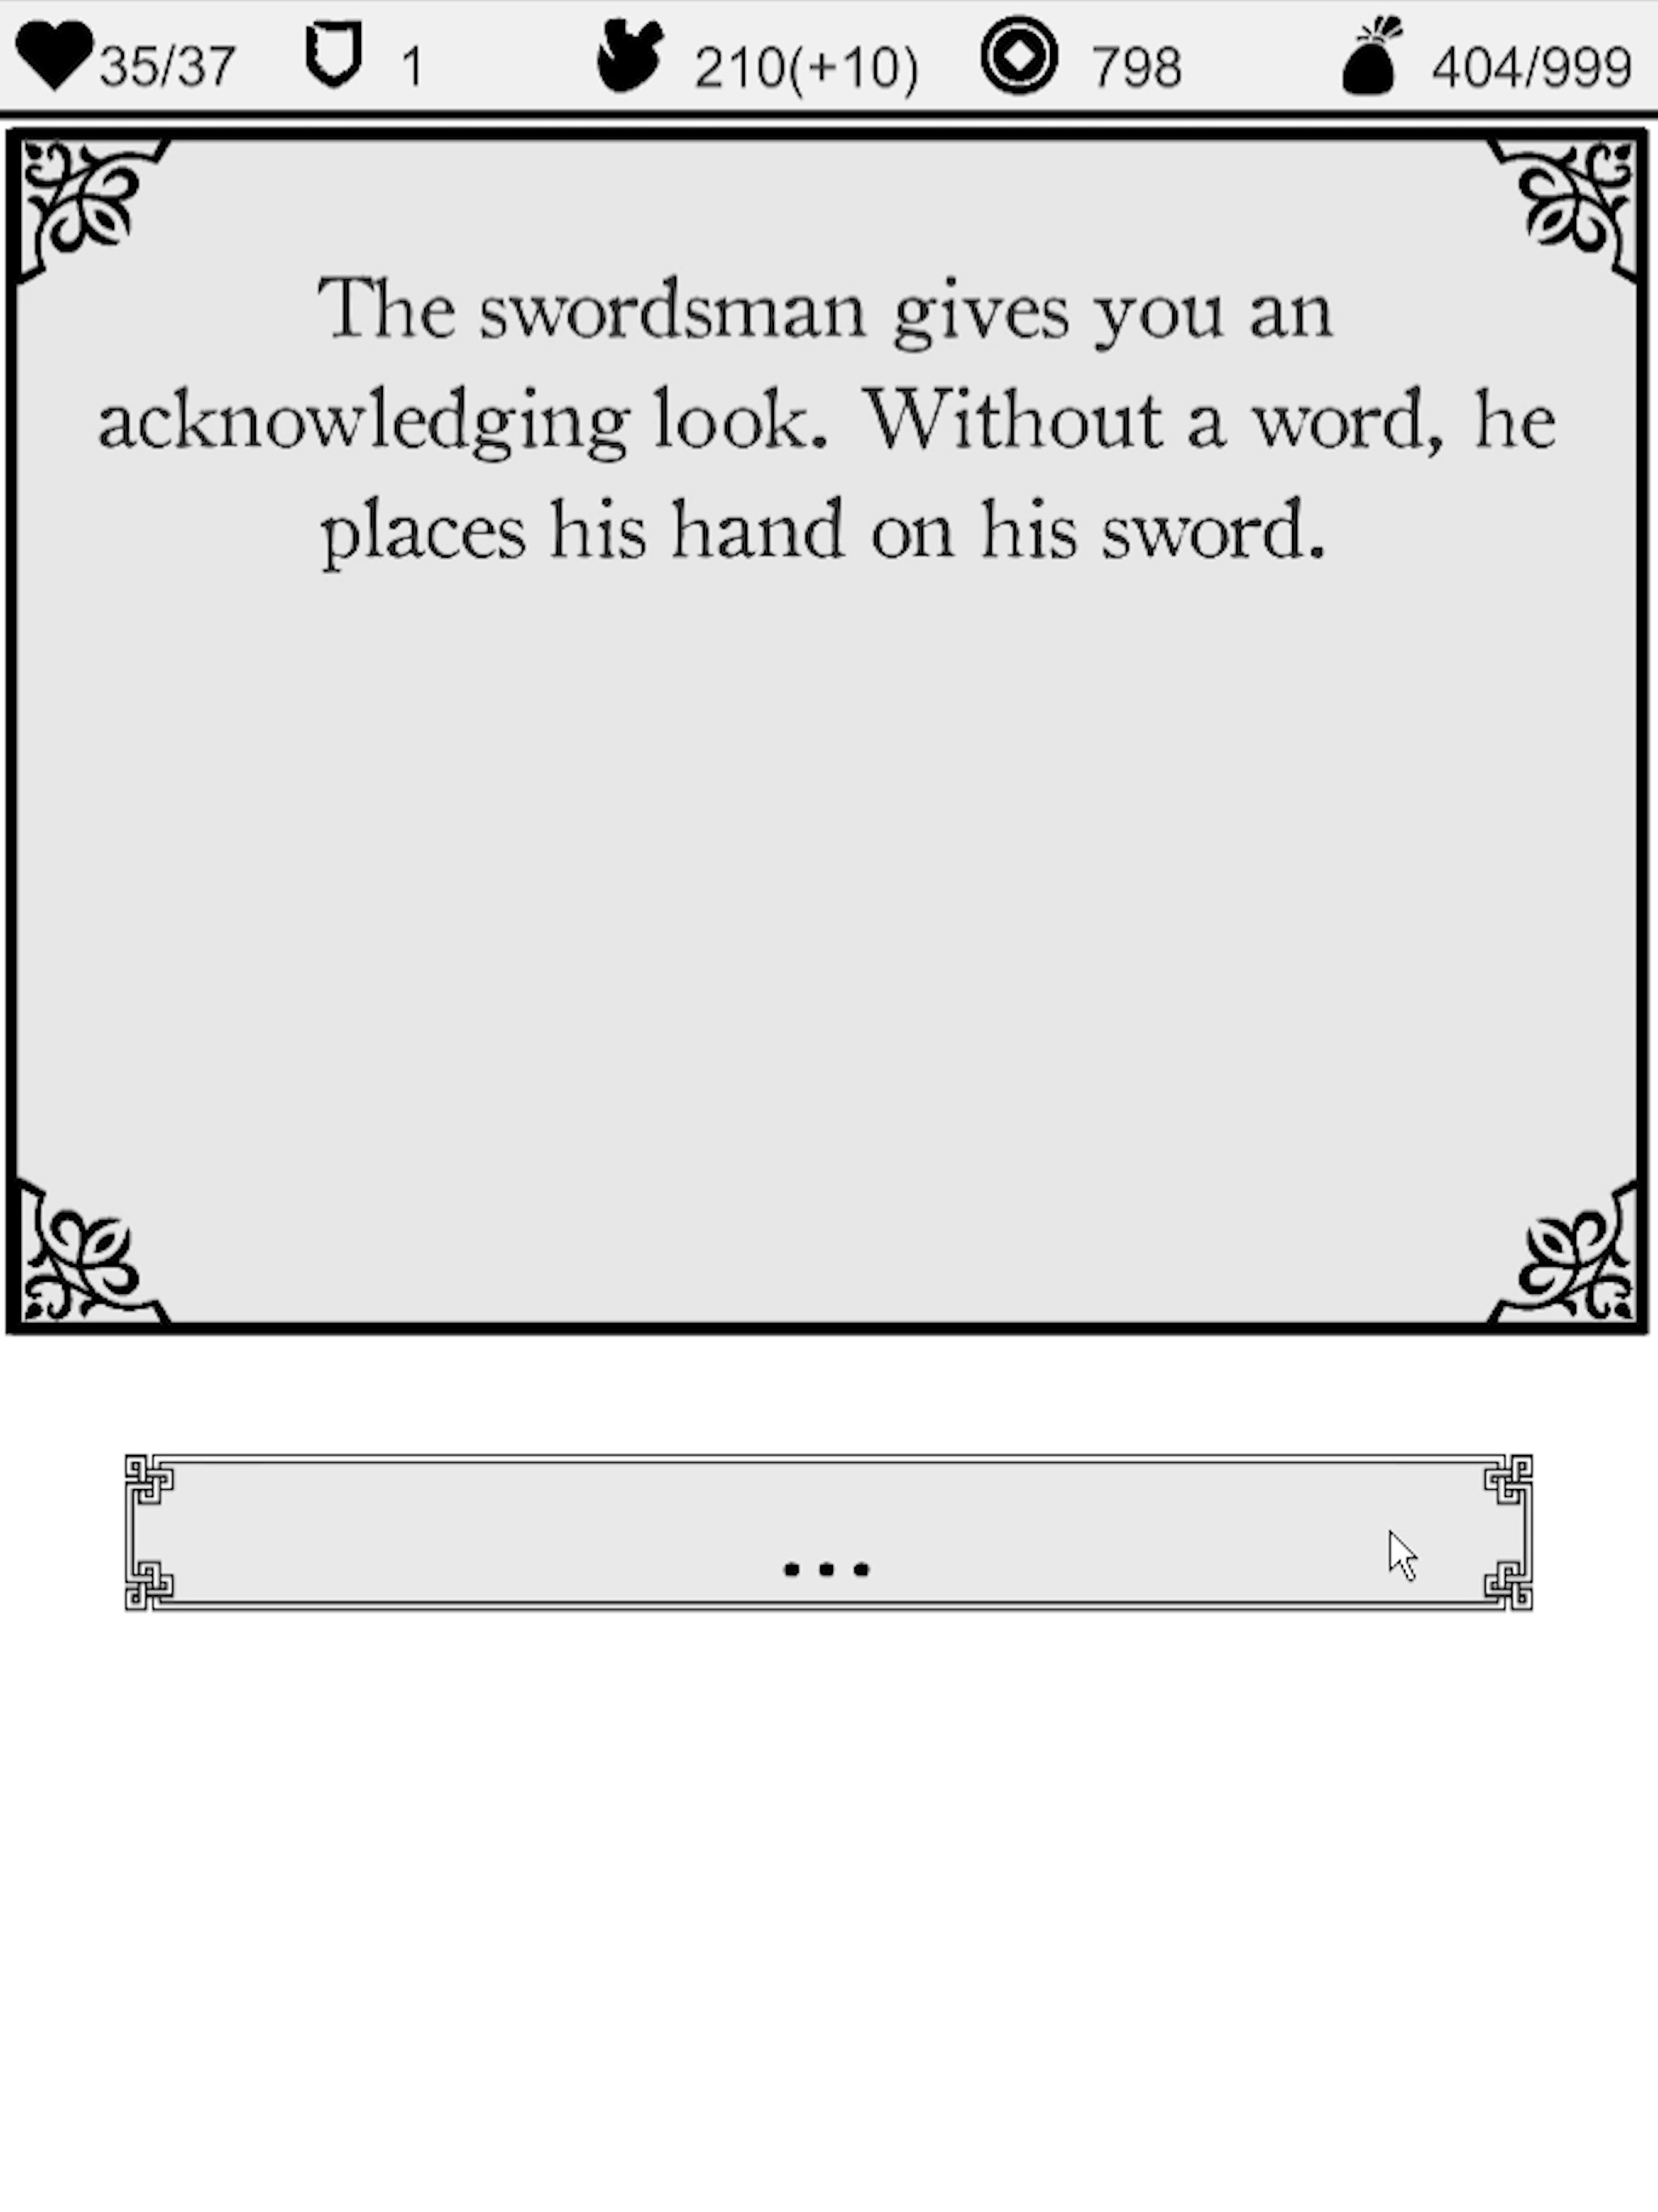 35/37 1 210(+10) 798 404/999
The swordsman gives you an
acknowledging look. Without a word, he
places his hand on his sword.
...